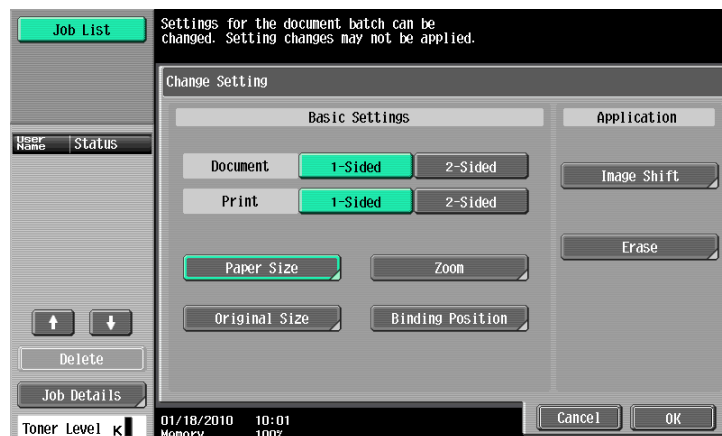 Job List
Settings for the document batch can be
changed. Setting changes may not be applied.
Change Setting
Basic Settings
Application
User Name Status
Document 1-Sided 2-Sided
Image Shift
Print 1-Sided 2-Sided
Erase
Paper Size Zoom
Original Size Binding Position
Delete
Job Details
Cancel OK
Toner Level K
01/18/2010 10:01
Memory 100%